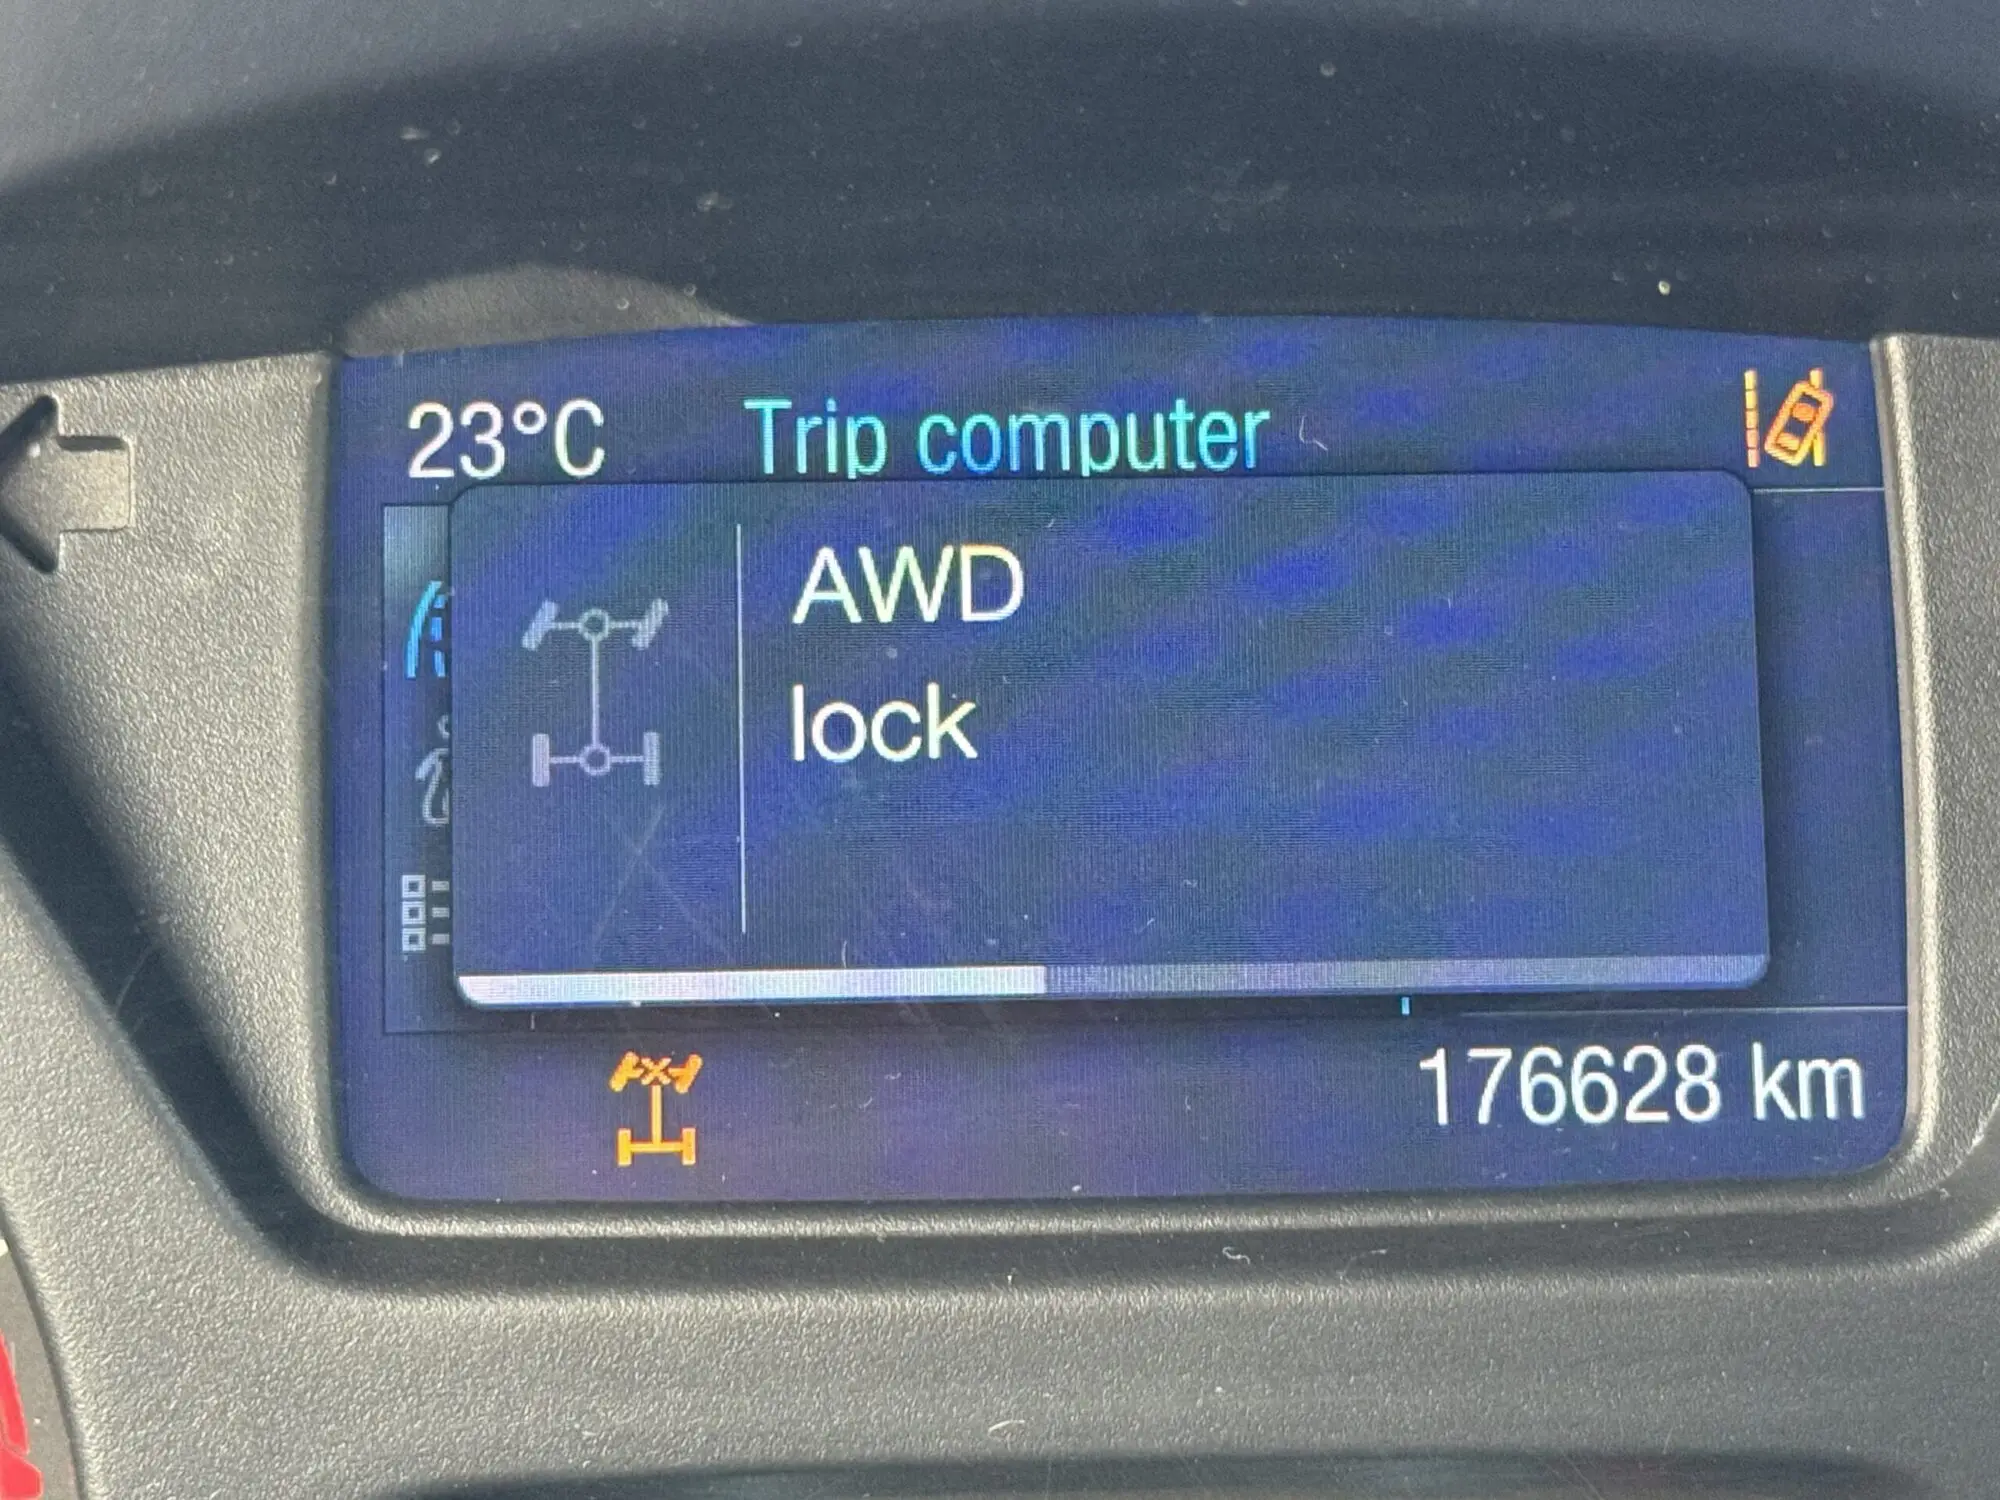 23°C Trip computer
AWD
lock
176628 km